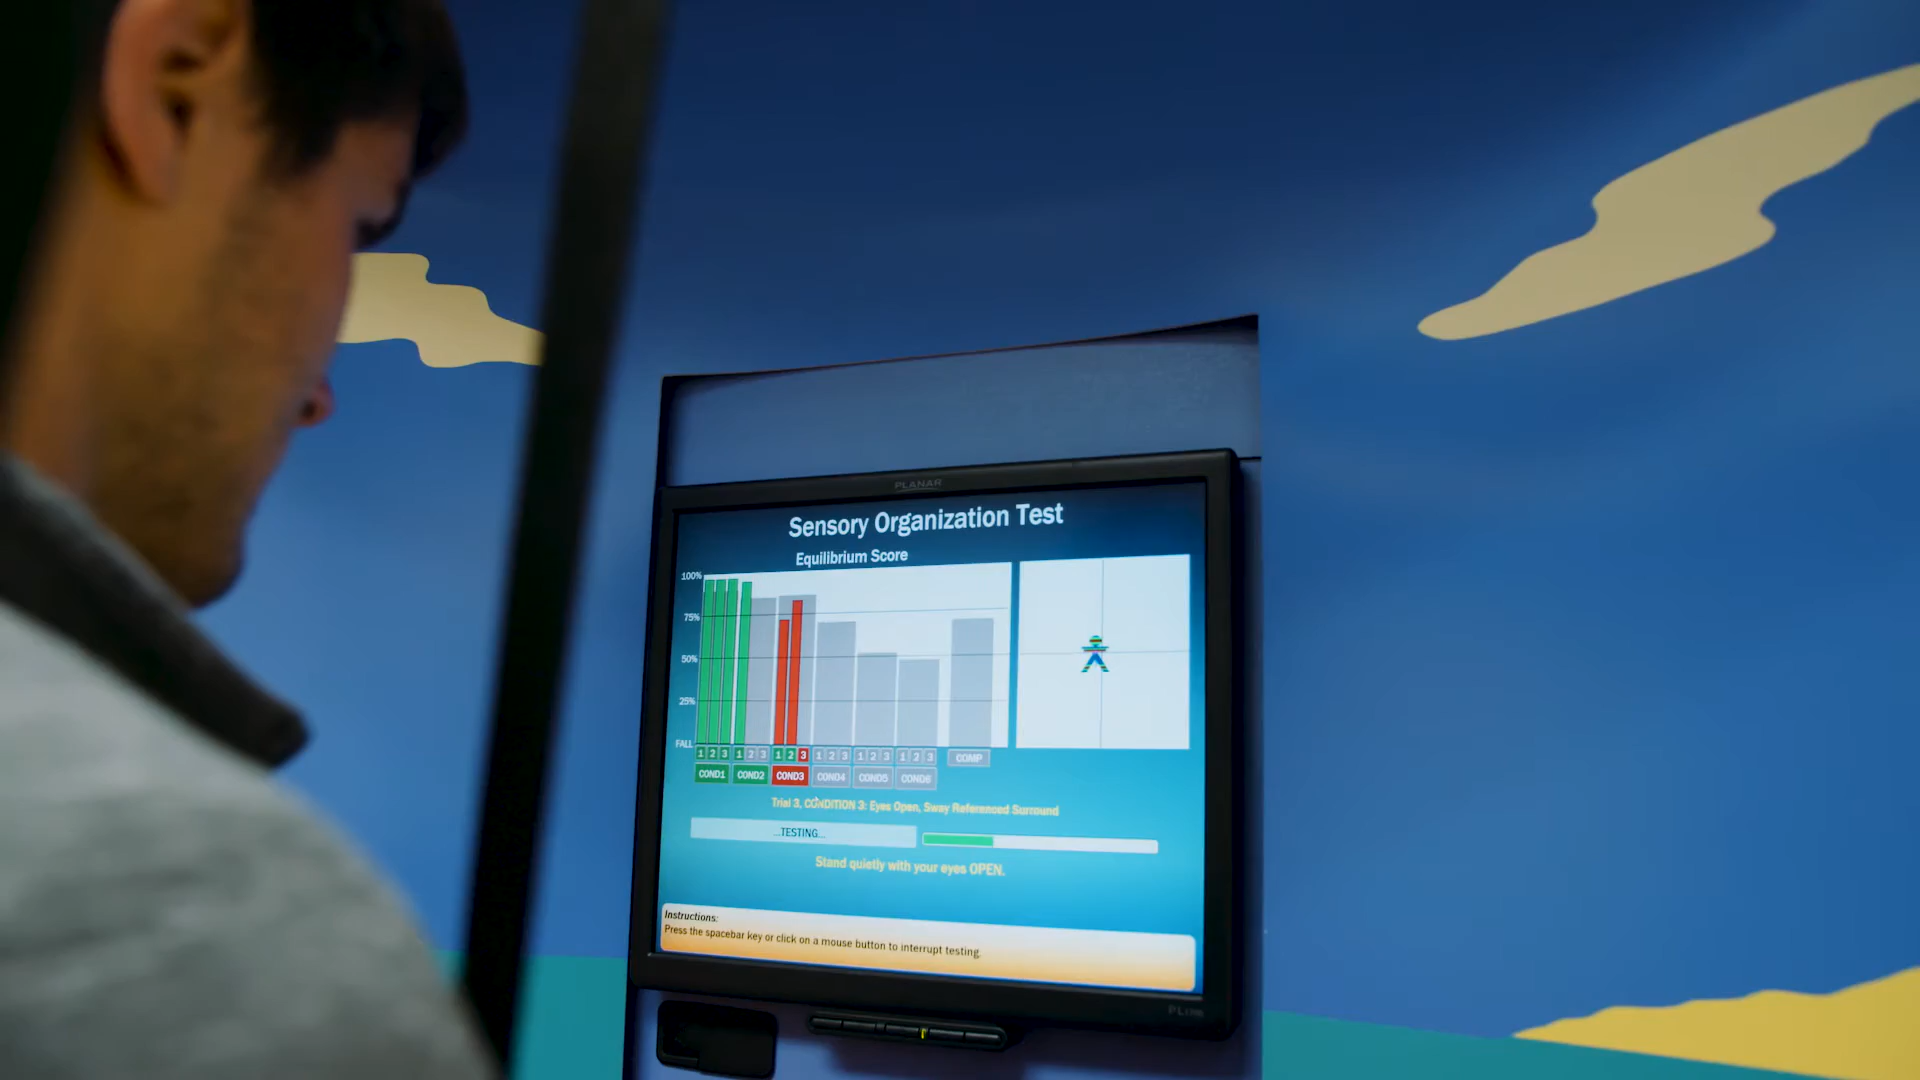 PLANAR
Sensory Organization Test
Equilibrium Score
100%
75%
50%
25%
FALL
1 2 3 1 2 3 1 2 3 1 2 3 1 2 3 1 2 3 COMP
COND1 COND2 COND3 COND4 COND5 COND6
Trial 3, CONDITION 3: Eyes Open, Sway Referenced Surround
...TESTING...
Stand quietly with your eyes OPEN.
Instructions:
Press the spacebar key or click on a mouse button to interrupt testing.